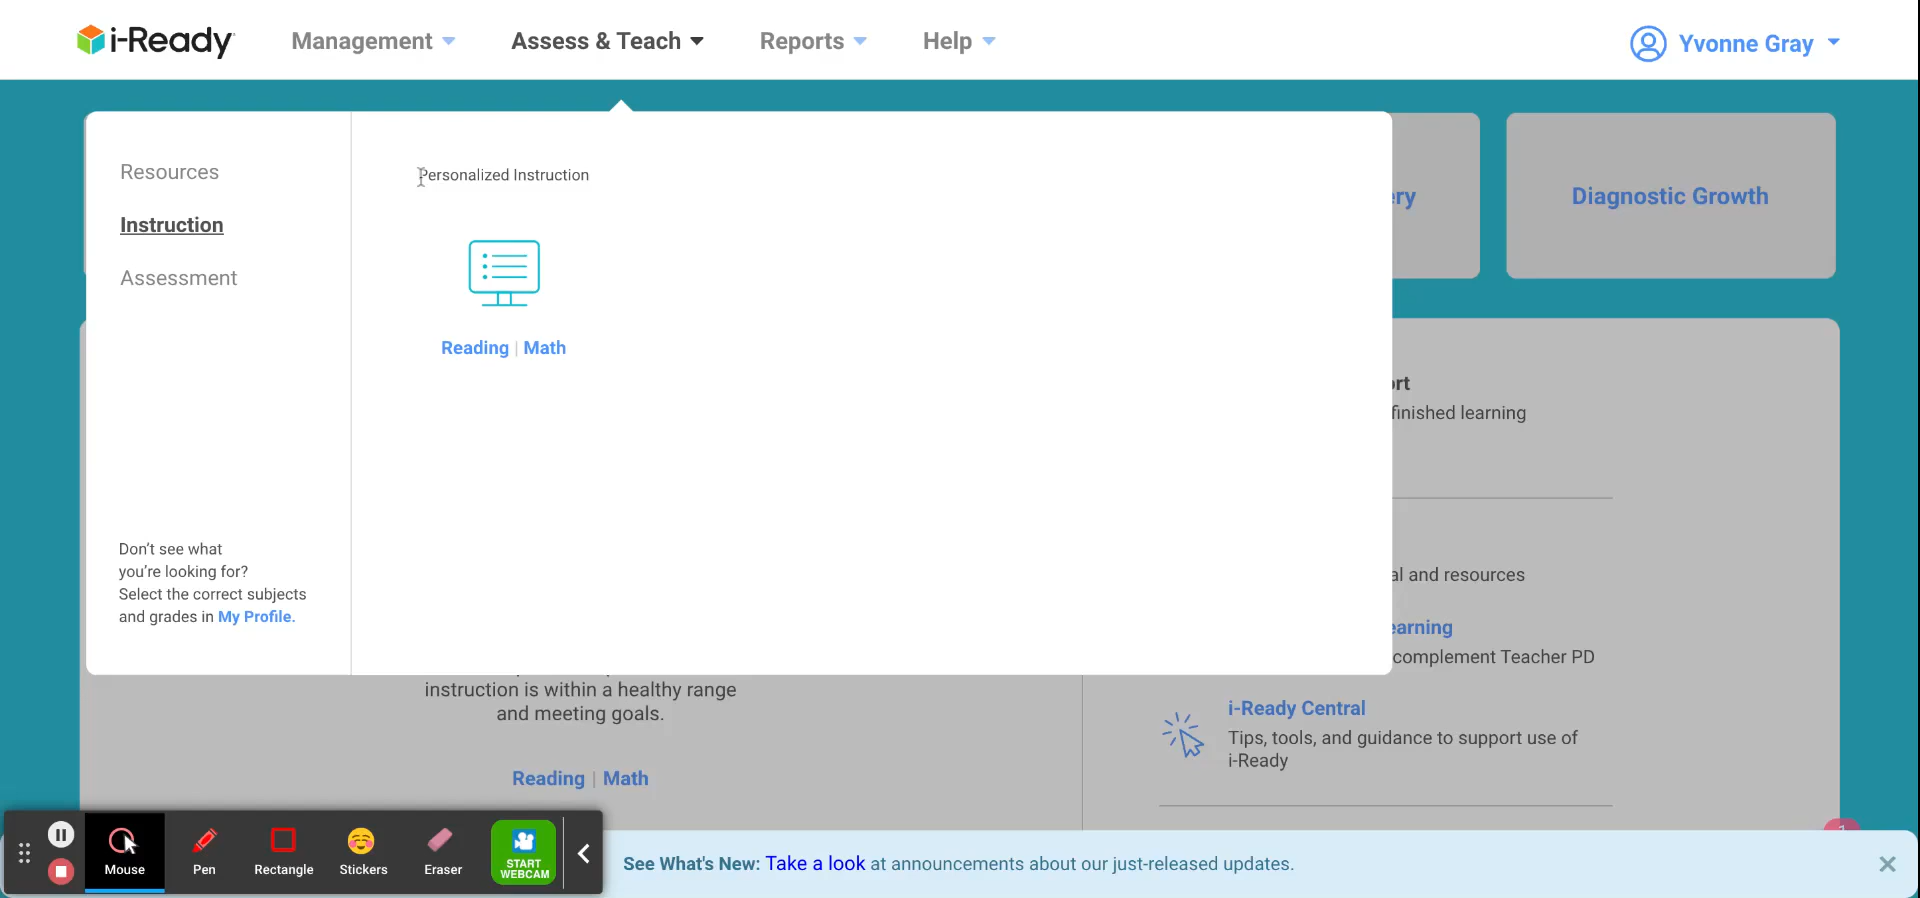 i-Ready
Management
Assess & Teach
Reports
Help
Yvonne Gray
Resources
Instruction
Assessment
Personalized Instruction
Reading | Math
Don't see what
you're looking for?
Select the correct subjects
and grades in My Profile.
Diagnostic Growth
finished learning
and resources
complement Teacher PD
i-Ready Central
Tips, tools, and guidance to support use of
i-Ready
instruction is within a healthy range
and meeting goals.
Reading | Math
Mouse
Pen
Rectangle
Stickers
Eraser
START
WEBCAM
See What's New: Take a look at announcements about our just-released updates.